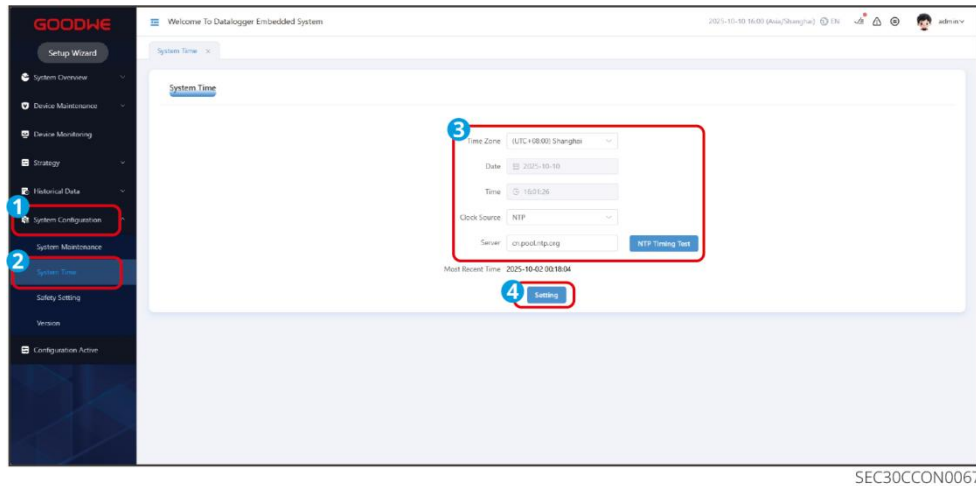 GOODWE
Welcome To Datalogger Embedded System
2025-10-10 16:00 (Asia/Shanghai) EN
admin
Setup Wizard
System Time ×
System Overview
System Time
Device Maintenance
Device Monitoring
3
Time Zone (UTC+08:00) Shanghai
Strategy
Date 2025-10-10
Historical Data
Time 16:01:26
1
System Configuration
Clock Source NTP
System Maintenance
Server cn.pool.ntp.org NTP Timing Test
2
System Time
Most Recent Time 2025-10-02 00:18:04
Safety Setting
4 Setting
Version
Configuration Active
SEC30CCON0067